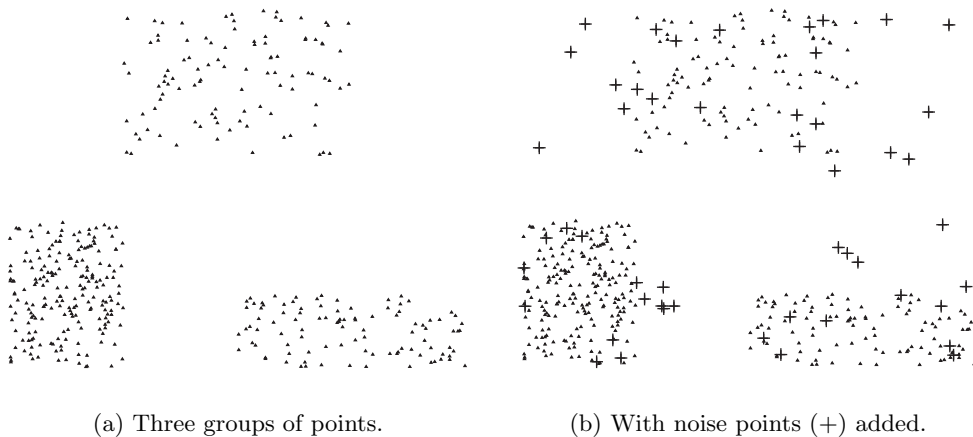 (a) Three groups of points.
(b) With noise points (+) added.